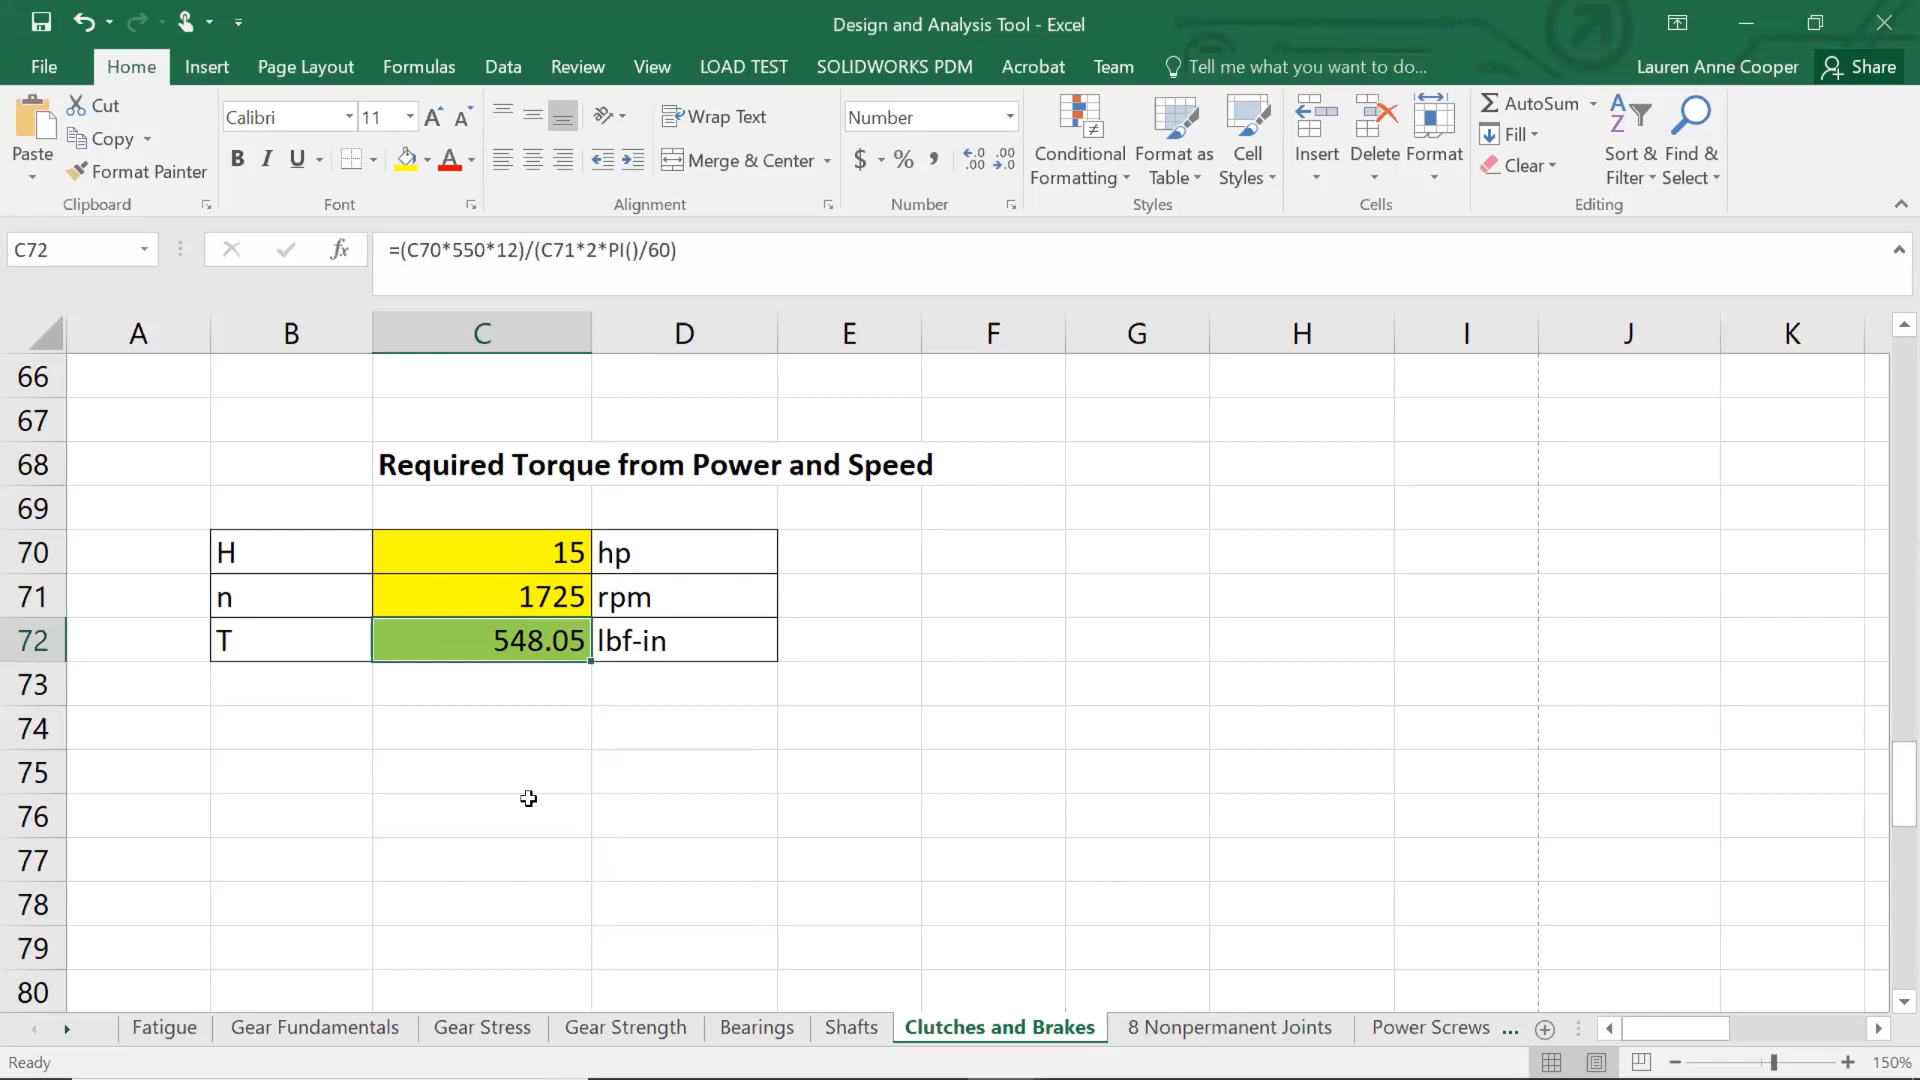 Design and Analysis Tool - Excel
File Home Insert Page Layout Formulas Data Review View LOAD TEST SOLIDWORKS PDM Acrobat Team Tell me what you want to do... Lauren Anne Cooper Share
Paste Cut Copy Format Painter
Clipboard
Calibri 11
B I U
Font
Wrap Text
Merge & Center
Alignment
Number
$ % , .00 .00
Number
Conditional Formatting
Format as Table
Cell Styles
Styles
Insert Delete Format
Cells
AutoSum
Fill
Clear
Sort & Filter
Find & Select
Editing
C72 fx =(C70*550*12)/(C71*2*PI()/60)
A B C D E F G H I J K
66
67
68 Required Torque from Power and Speed
69
70 H 15 hp
71 n 1725 rpm
72 T 548.05 lbf-in
73
74
75
76
77
78
79
80
Fatigue Gear Fundamentals Gear Stress Gear Strength Bearings Shafts Clutches and Brakes 8 Nonpermanent Joints Power Screws ...
Ready 150%